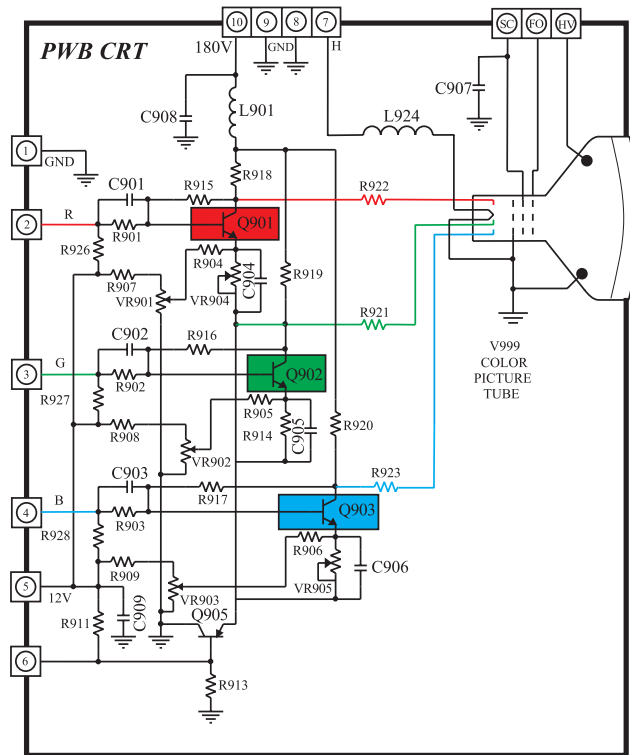 10 9 8 7 SC FO HV
PWB CRT
180V GND H
C907
C908 L901 L924
1
GND
R918
C901 R915 R922
2 R Q901
R901
R926 R904
R907 C904 R919
VR901 VR904
R921
C902 R916
V999
COLOR
PICTURE
TUBE
3 G Q902
R902
R927 R905
R908 R914 C905 R920
VR902
C903 R917 R923
4 B Q903
R903
R928 R906
R909 C906
5 12V VR903 VR905
R911 C909 Q905
6
R913